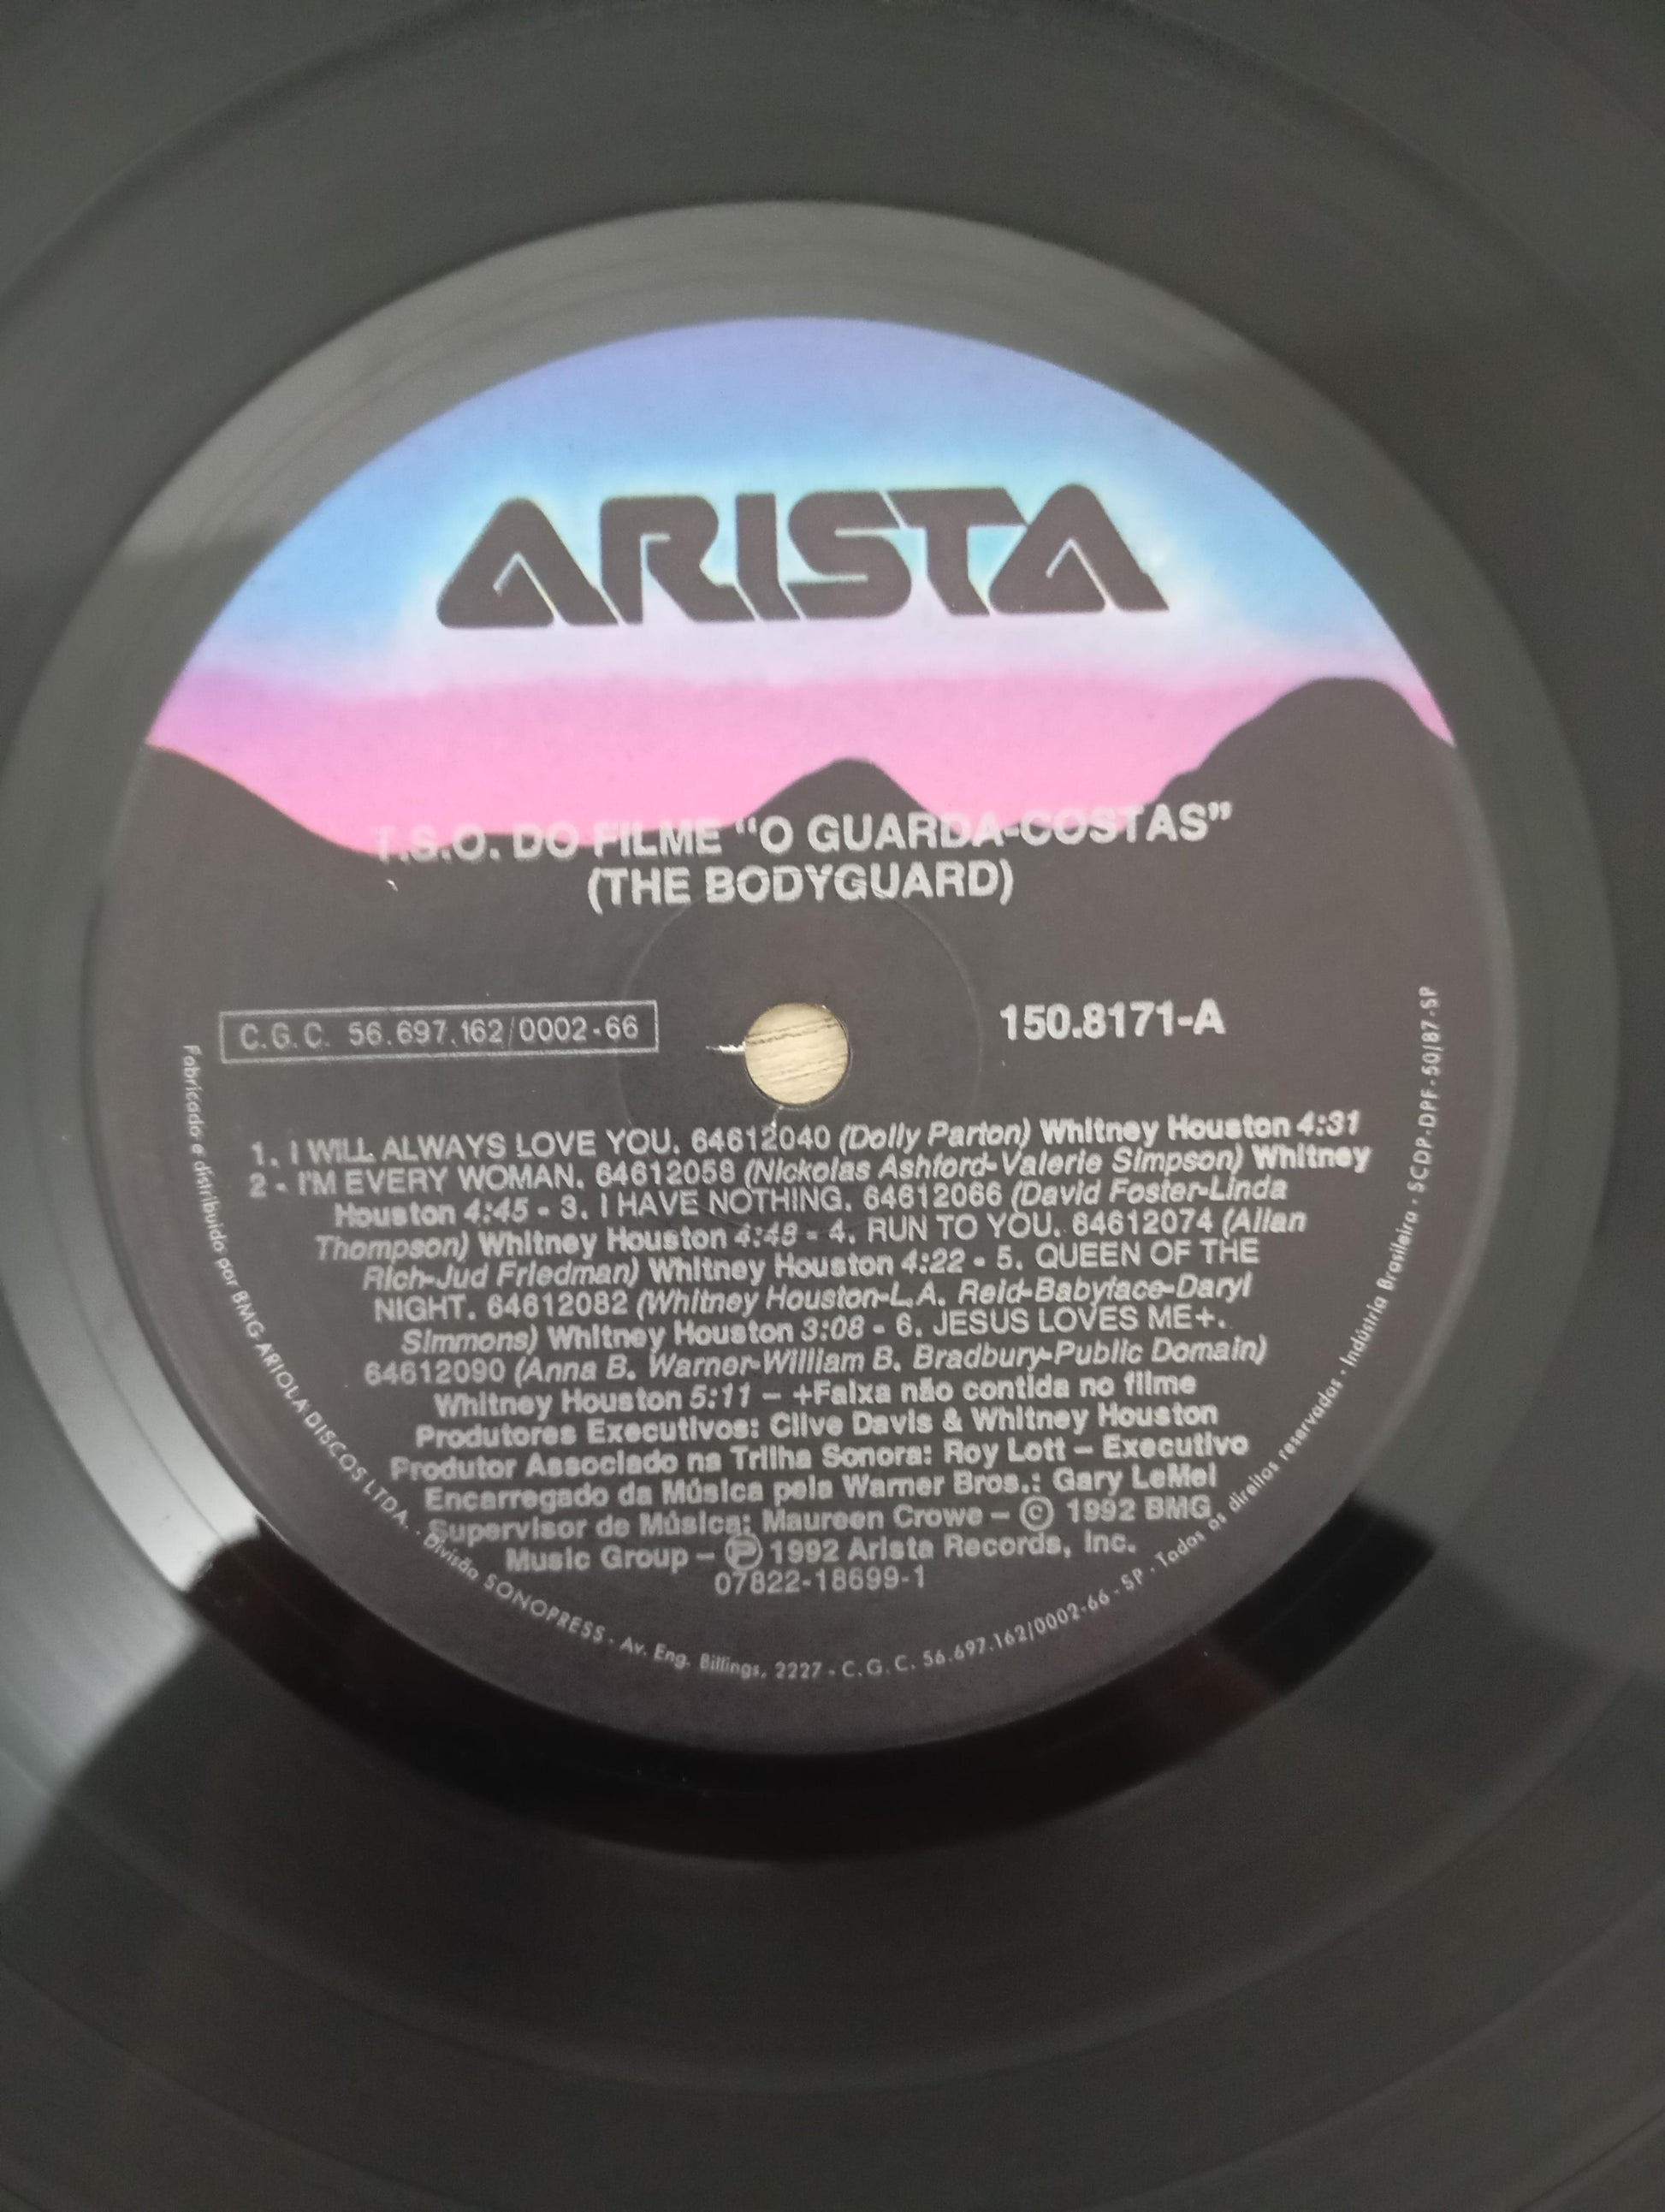 ARISTA
T.S.O. DO FILME “O GUARDA-COSTAS”
(THE BODYGUARD)
C.G.C. 56.697.162/0002-66
150.8171-A
1. I WILL ALWAYS LOVE YOU. 64612040 (Dolly Parton) Whitney Houston 4:31
2 - I'M EVERY WOMAN. 64612058 (Nickolas Ashford-Valerie Simpson) Whitney
Houston 4:45 - 3. I HAVE NOTHING. 64612066 (David Foster-Linda
Thompson) Whitney Houston 4:48 - 4. RUN TO YOU. 64612074 (Allan
Rich-Jud Friedman) Whitney Houston 4:22 - 5. QUEEN OF THE
NIGHT. 64612082 (Whitney Houston-L.A. Reid-Babyface-Daryl
Simmons) Whitney Houston 3:08 - 6. JESUS LOVES ME+.
64612090 (Anna B. Warner-William B. Bradbury-Public Domain)
Whitney Houston 5:11 – +Faixa não contida no filme
Produtores Executivos: Clive Davis & Whitney Houston
Produtor Associado na Trilha Sonora: Roy Lott – Executivo
Encarregado da Música pela Warner Bros.: Gary LeMel
Supervisor de Música: Maureen Crowe – © 1992 BMG
Music Group – ℗ 1992 Arista Records, Inc.
07822-18699-1
Fabricado e distribuído por BMG ARIOLA DISCOS LTDA. - Divisão SONOPRESS - Av. Eng. Billings, 2227 - C.G.C. 56.697.162/0002-66 - SP - Todos os direitos reservados - Indústria Brasileira - SCDP-DPF-50/87-SP